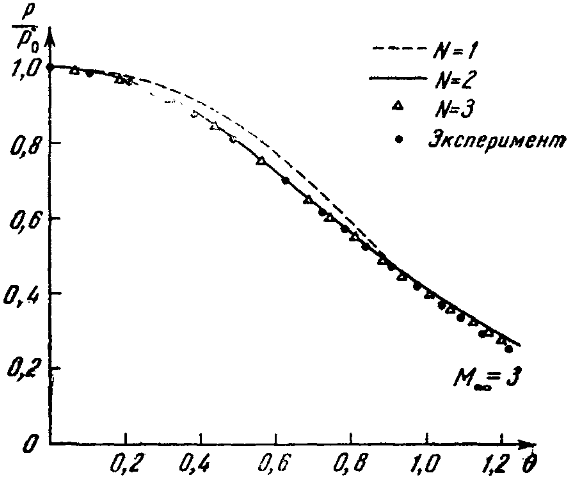 p
p₀
1,0
0,8
0,6
0,4
0,2
0
0,2 0,4 0,6 0,8 1,0 1,2 θ
N=1
N=2
N=3
Эксперимент
M∞=3